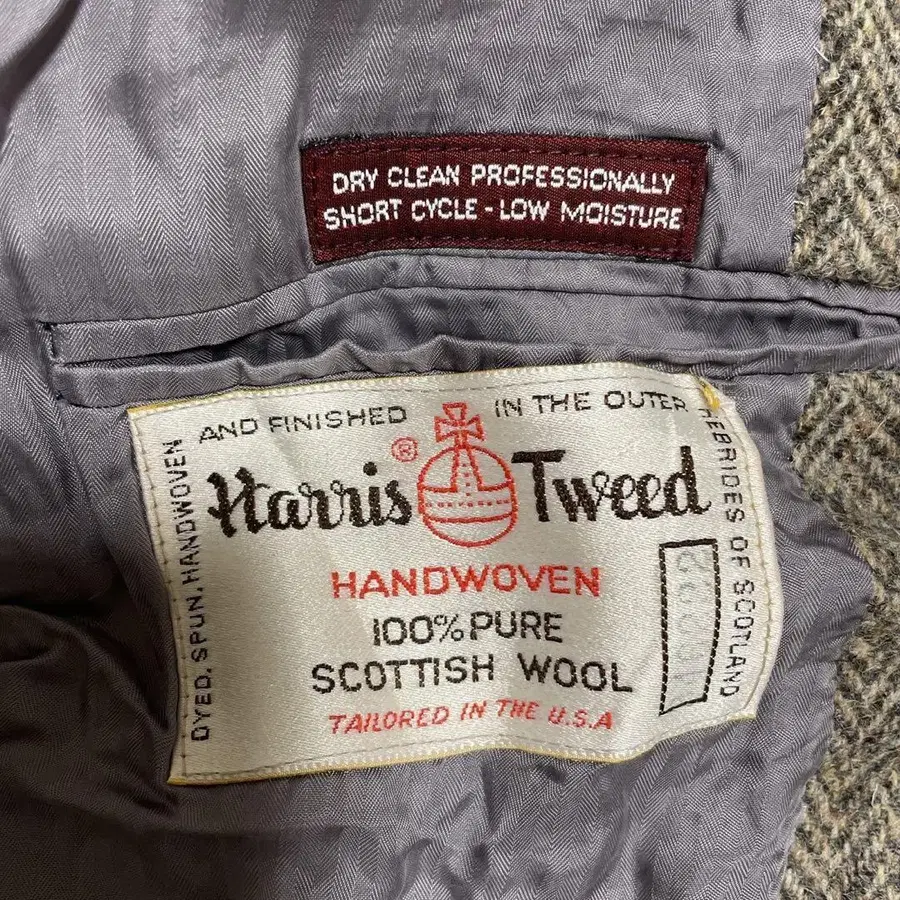 DRY CLEAN PROFESSIONALLY
SHORT CYCLE - LOW MOISTURE
DYED, SPUN, HANDWOVEN
AND FINISHED
IN THE OUTER
HEBRIDES OF SCOTLAND
Harris® Tweed
HANDWOVEN
100% PURE
SCOTTISH WOOL
TAILORED IN THE U.S.A